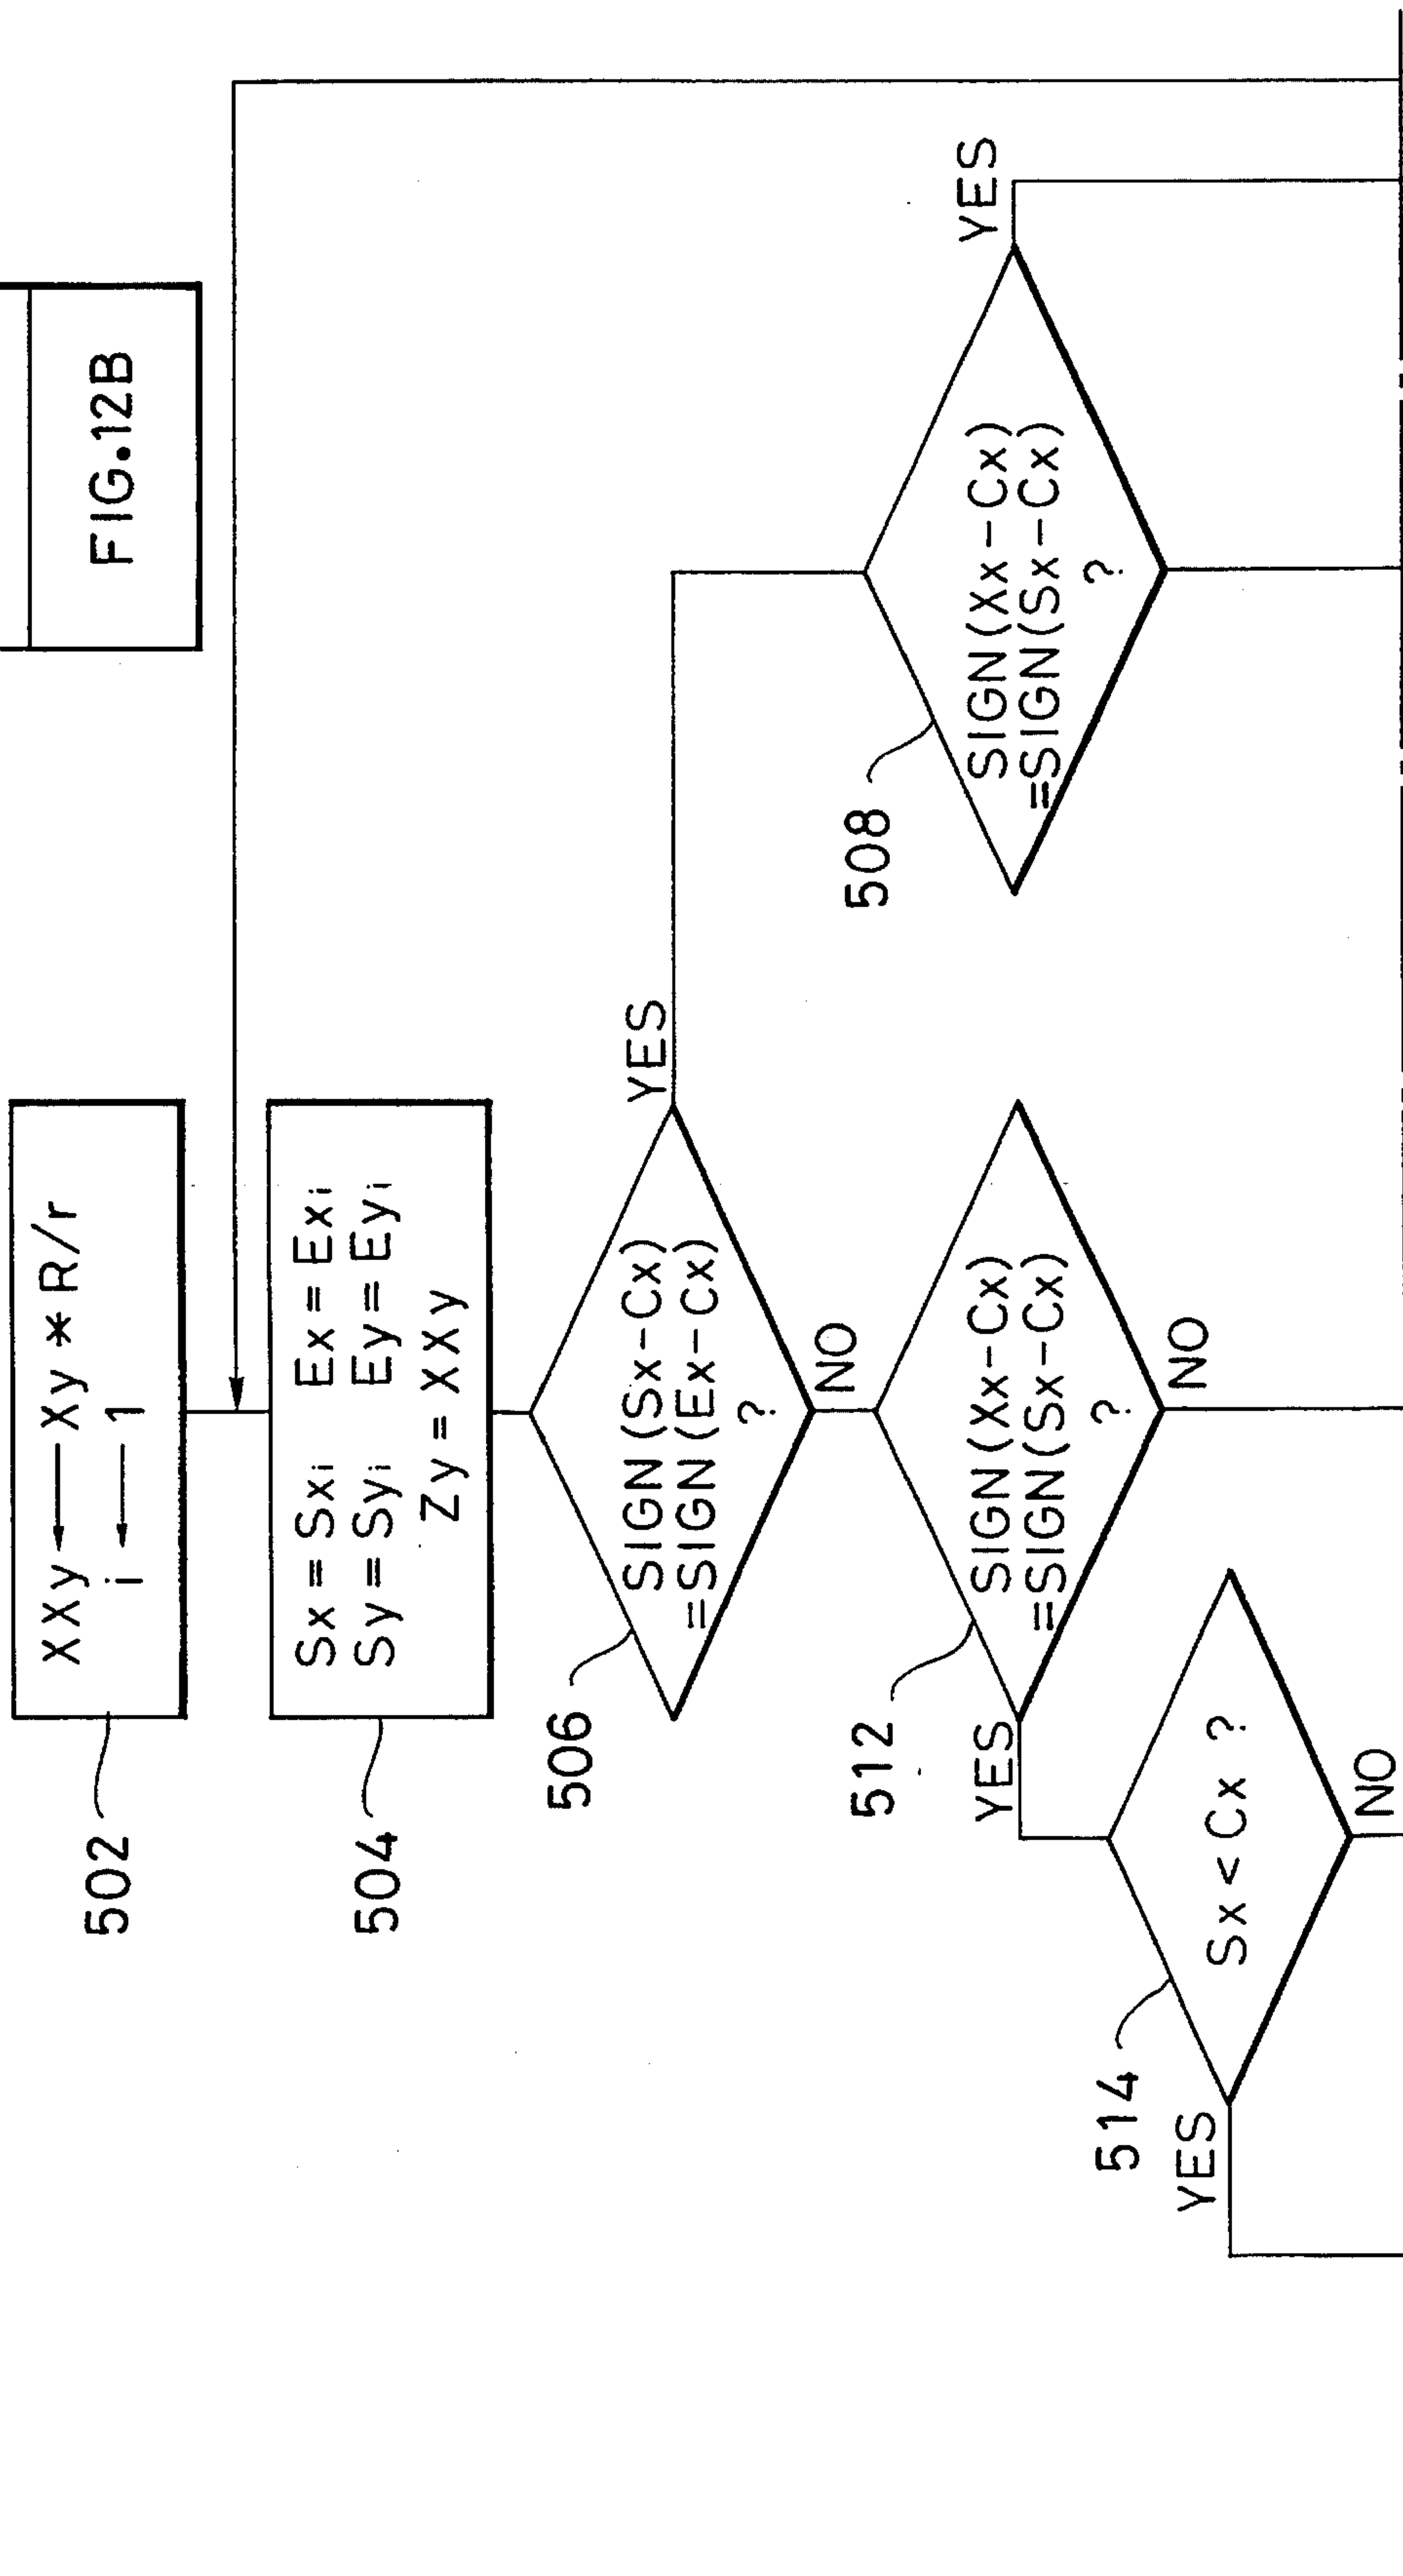 FIG.12B
502
XXy ← Xy * R/r
i ← 1
504
Sx = Sxi Ex = Exi
Sy = Syi Ey = Eyi
Zy = XXy
506
SIGN (Sx - Cx)
=SIGN (Ex - Cx)
?
YES
NO
508
SIGN (Xx - Cx)
=SIGN (Sx - Cx)
?
YES
512
SIGN (Xx - Cx)
=SIGN (Sx - Cx)
?
YES
NO
514
Sx < Cx ?
YES
NO